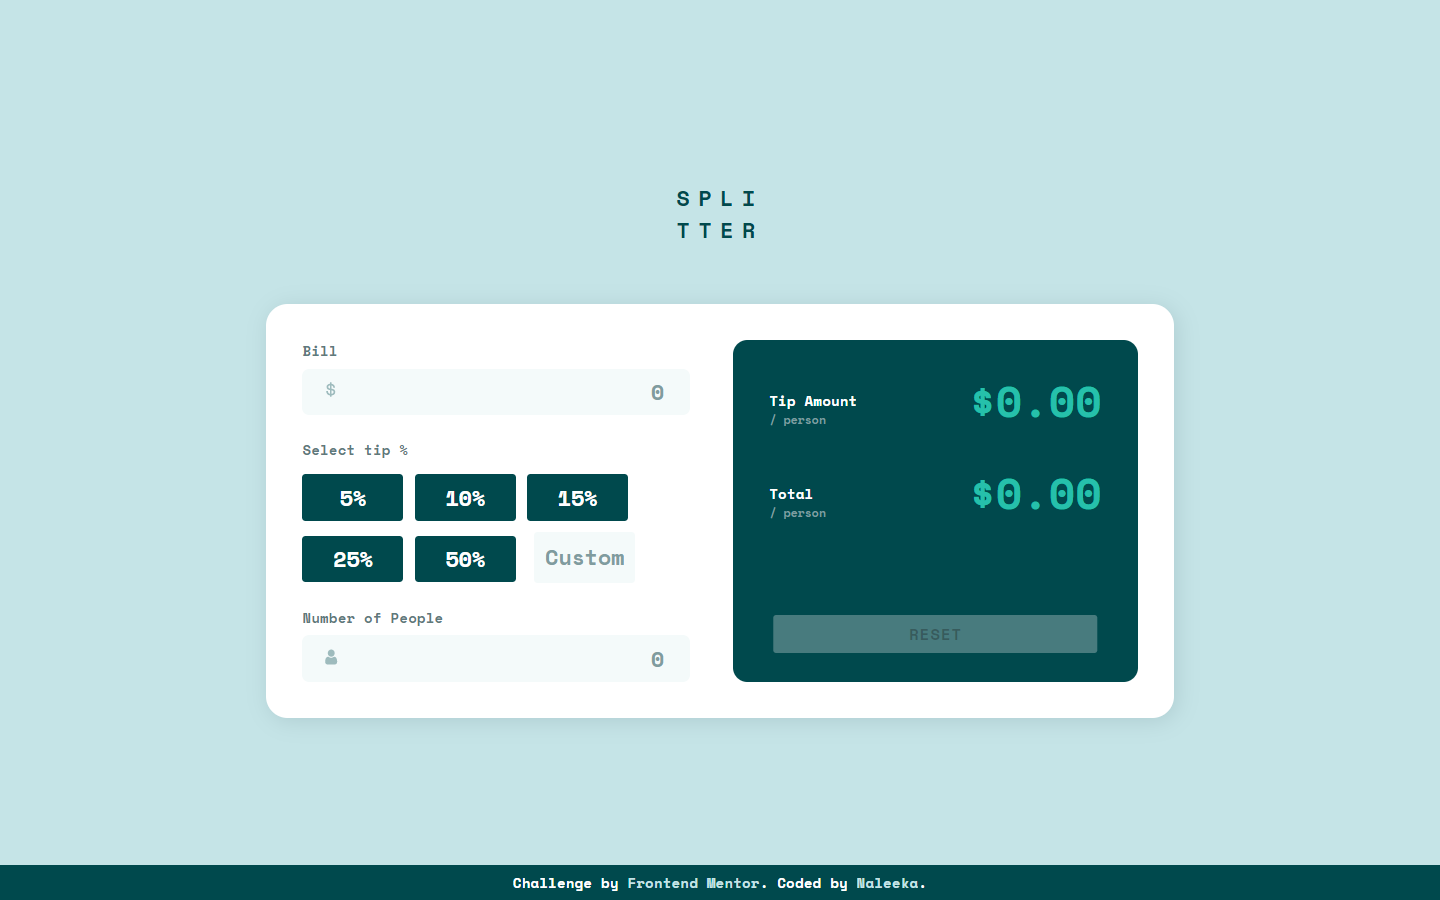 SPLI
TTER
Bill
$ 0
Select tip %
5% 10% 15%
25% 50% Custom
Number of People
0
Tip Amount
/ person
$0.00
Total
/ person
$0.00
RESET
Challenge by Frontend Mentor. Coded by Naleeka.